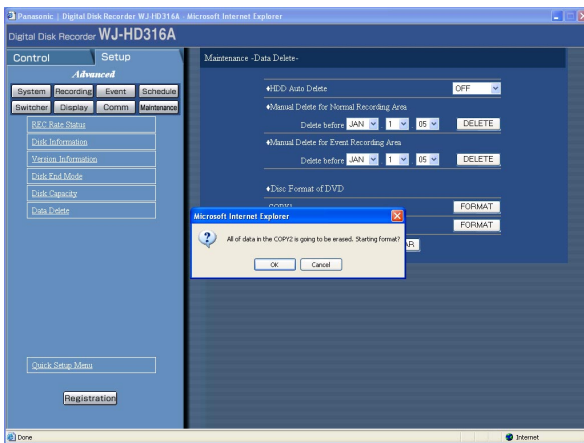 Panasonic | Digital Disk Recorder WJ-HD316A - Microsoft Internet Explorer
Digital Disk Recorder WJ-HD316A
Control Setup
Advanced
System Recording Event Schedule
Switcher Display Comm Maintenance
REC Rate Status
Disk Information
Version Information
Disk End Mode
Disk Capacity
Data Delete
Quick Setup Menu
Registration
Maintenance -Data Delete-
♦HDD Auto Delete OFF
♦Manual Delete for Normal Recording Area
Delete before JAN 1 05 DELETE
♦Manual Delete for Event Recording Area
Delete before JAN 1 05 DELETE
♦Disc Format of DVD
COPY1 FORMAT
FORMAT
AR
Microsoft Internet Explorer
All of data in the COPY2 is going to be erased. Starting format?
OK Cancel
Done Internet